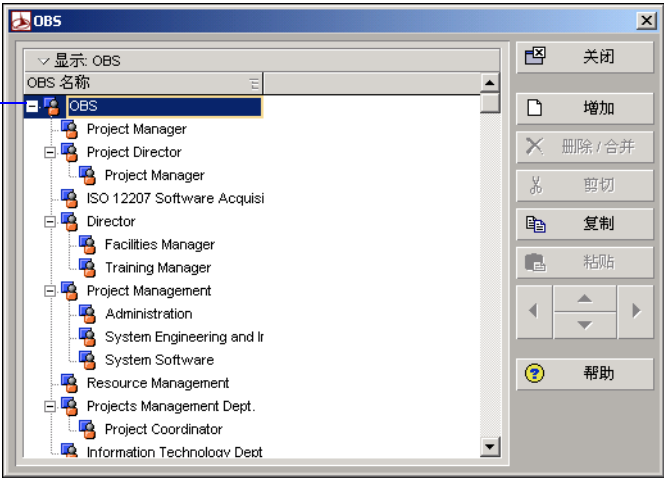 OBS
显示: OBS
OBS 名称
OBS
Project Manager
Project Director
Project Manager
ISO 12207 Software Acquisi
Director
Facilities Manager
Training Manager
Project Management
Administration
System Engineering and Ir
System Software
Resource Management
Projects Management Dept.
Project Coordinator
Information Technology Dept
关闭
增加
删除 / 合并
剪切
复制
粘贴
帮助